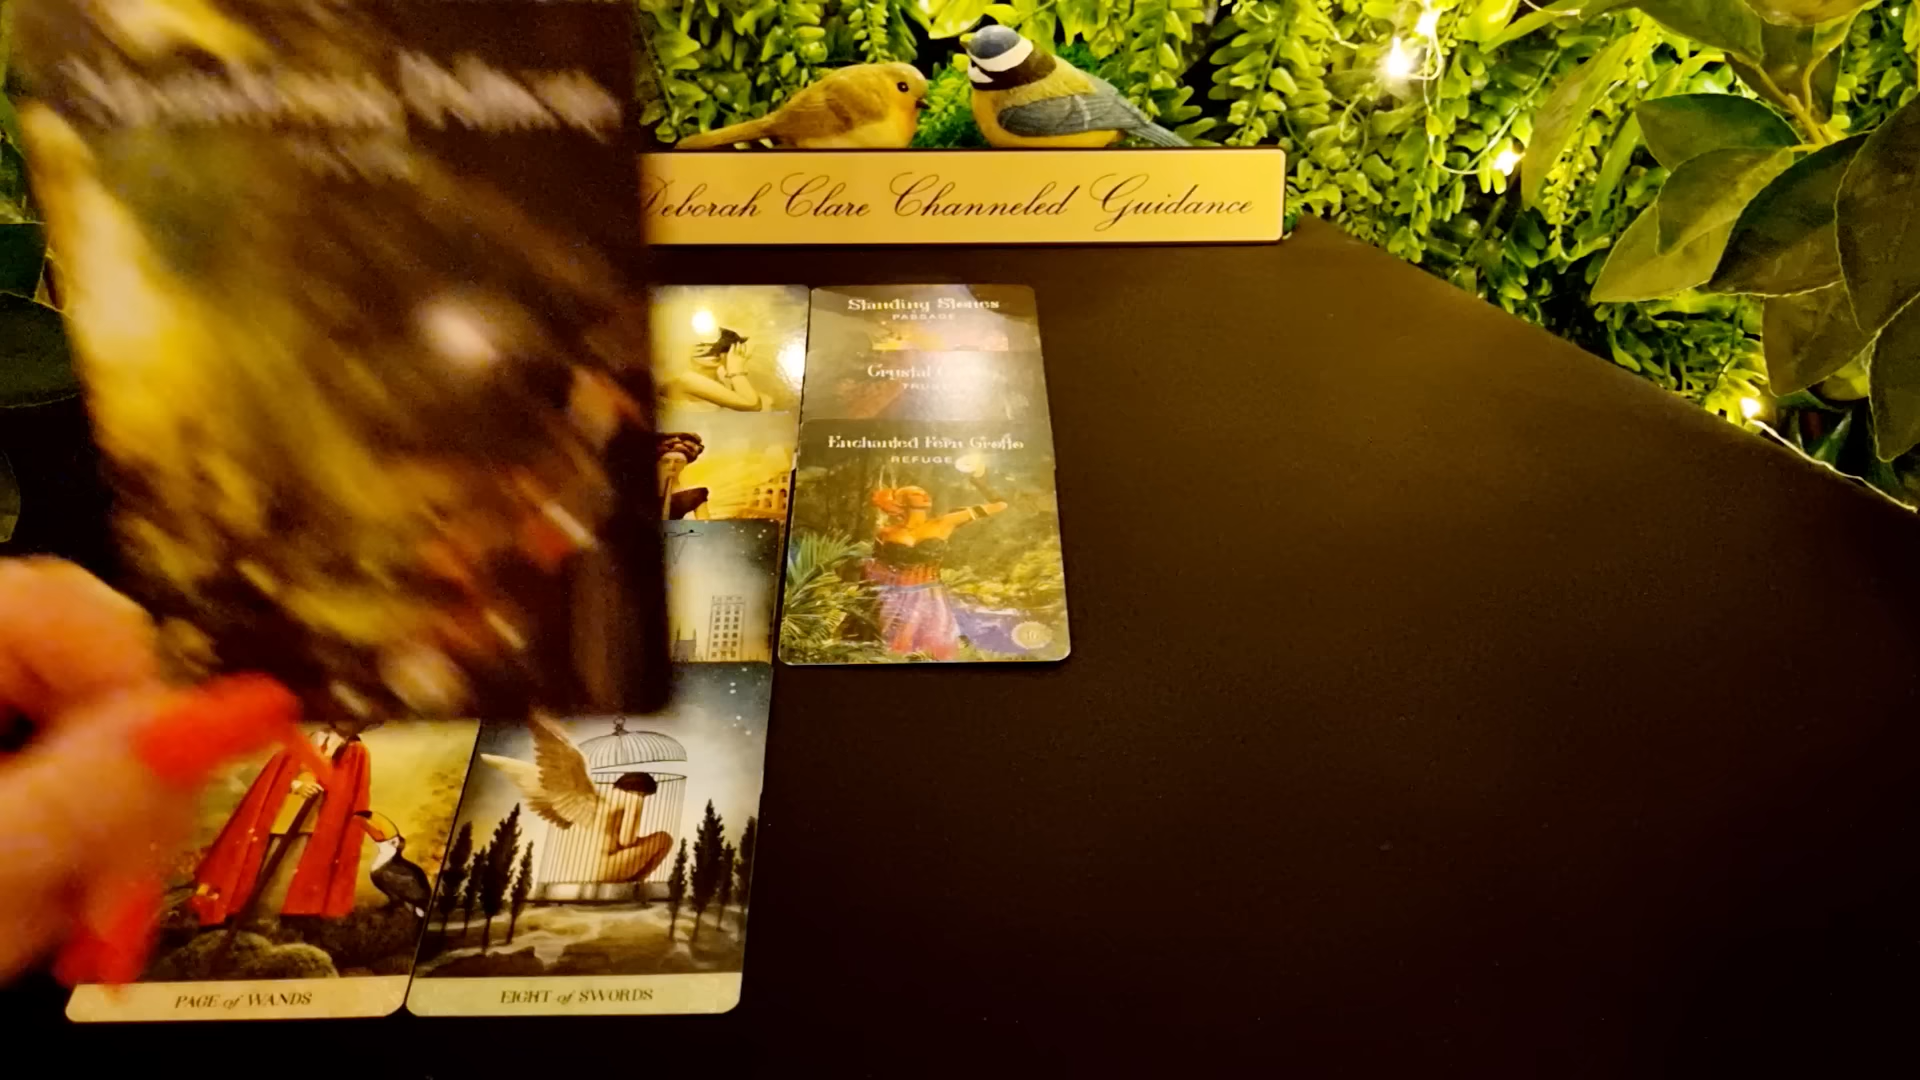 Deborah Clare Channeled Guidance
Standing Stones
PASSAGE
Crystal
Enchanted Fern Grotto
REFUGE
PAGE of WANDS
EIGHT of SWORDS